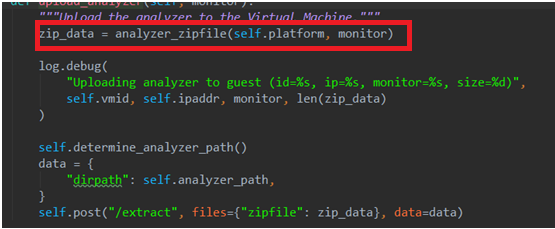 def upload_analyzer(self, monitor):
"""Upload the analyzer to the Virtual Machine."""
zip_data = analyzer_zipfile(self.platform, monitor)
log.debug(
"Uploading analyzer to guest (id=%s, ip=%s, monitor=%s, size=%d)",
self.vmid, self.ipaddr, monitor, len(zip_data)
)
self.determine_analyzer_path()
data = {
"dirpath": self.analyzer_path,
}
self.post("/extract", files={"zipfile": zip_data}, data=data)